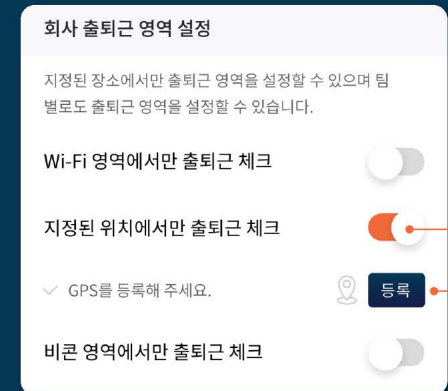 회사 출퇴근 영역 설정
지정된 장소에서만 출퇴근 영역을 설정할 수 있으며 팀
별로도 출퇴근 영역을 설정할 수 있습니다.
Wi-Fi 영역에서만 출퇴근 체크
지정된 위치에서만 출퇴근 체크
GPS를 등록해 주세요.
등록
비콘 영역에서만 출퇴근 체크